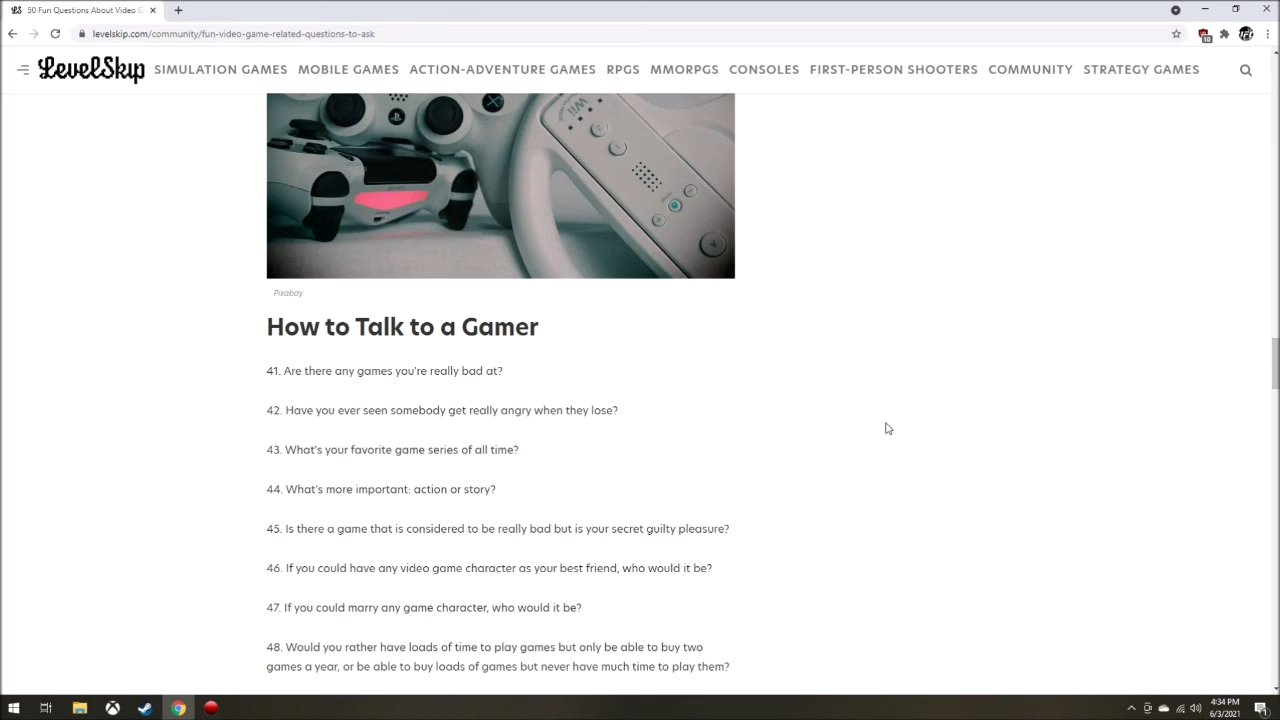 50 Fun Questions About Video G
levelskip.com/community/fun-video-game-related-questions-to-ask
10
LevelSkip SIMULATION GAMES MOBILE GAMES ACTION-ADVENTURE GAMES RPGS MMORPGS CONSOLES FIRST-PERSON SHOOTERS COMMUNITY STRATEGY GAMES
Wii
SONY
Pixabay
How to Talk to a Gamer
41. Are there any games you're really bad at?
42. Have you ever seen somebody get really angry when they lose?
43. What's your favorite game series of all time?
44. What's more important: action or story?
45. Is there a game that is considered to be really bad but is your secret guilty pleasure?
46. If you could have any video game character as your best friend, who would it be?
47. If you could marry any game character, who would it be?
48. Would you rather have loads of time to play games but only be able to buy two
games a year, or be able to buy loads of games but never have much time to play them?
4:34 PM
6/3/2021